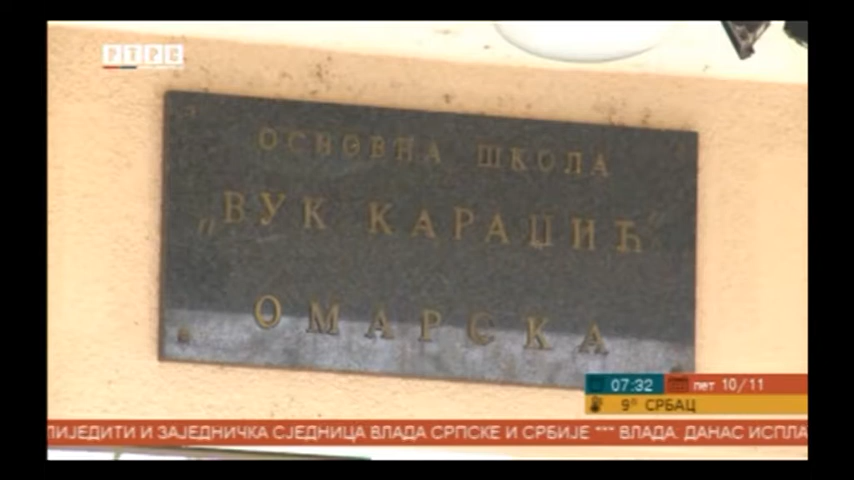 РТРС
ОСНОВНА ШКОЛА
„ВУК КАРАЏИЋ“
ОМАРСКА
07:32 пет 10/11
9° СРБАЦ
ПИЈЕДИТИ И ЗАЈЕДНИЧКА СЈЕДНИЦА ВЛАДА СРПСКЕ И СРБИЈЕ *** ВЛАДА: ДАНАС ИСПЛА